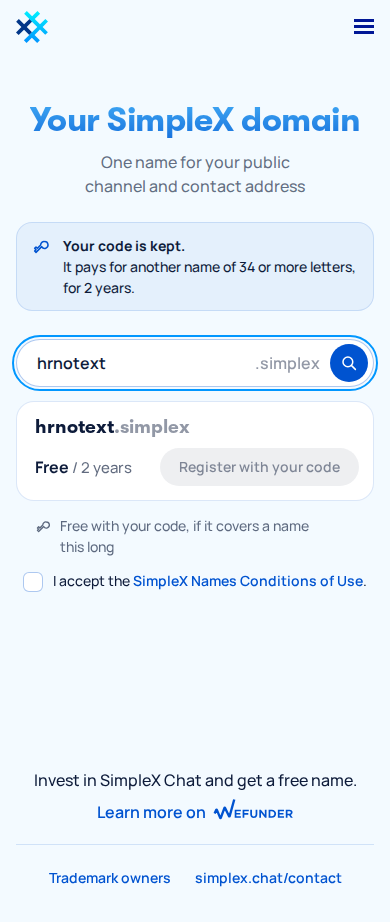 Your SimpleX domain
One name for your public
channel and contact address
Your code is kept.
It pays for another name of 34 or more letters,
for 2 years.
hrnotext .simplex
hrnotext.simplex
Free / 2 years Register with your code
Free with your code, if it covers a name
this long
I accept the SimpleX Names Conditions of Use.
Invest in SimpleX Chat and get a free name.
Learn more on WEFUNDER
Trademark owners simplex.chat/contact